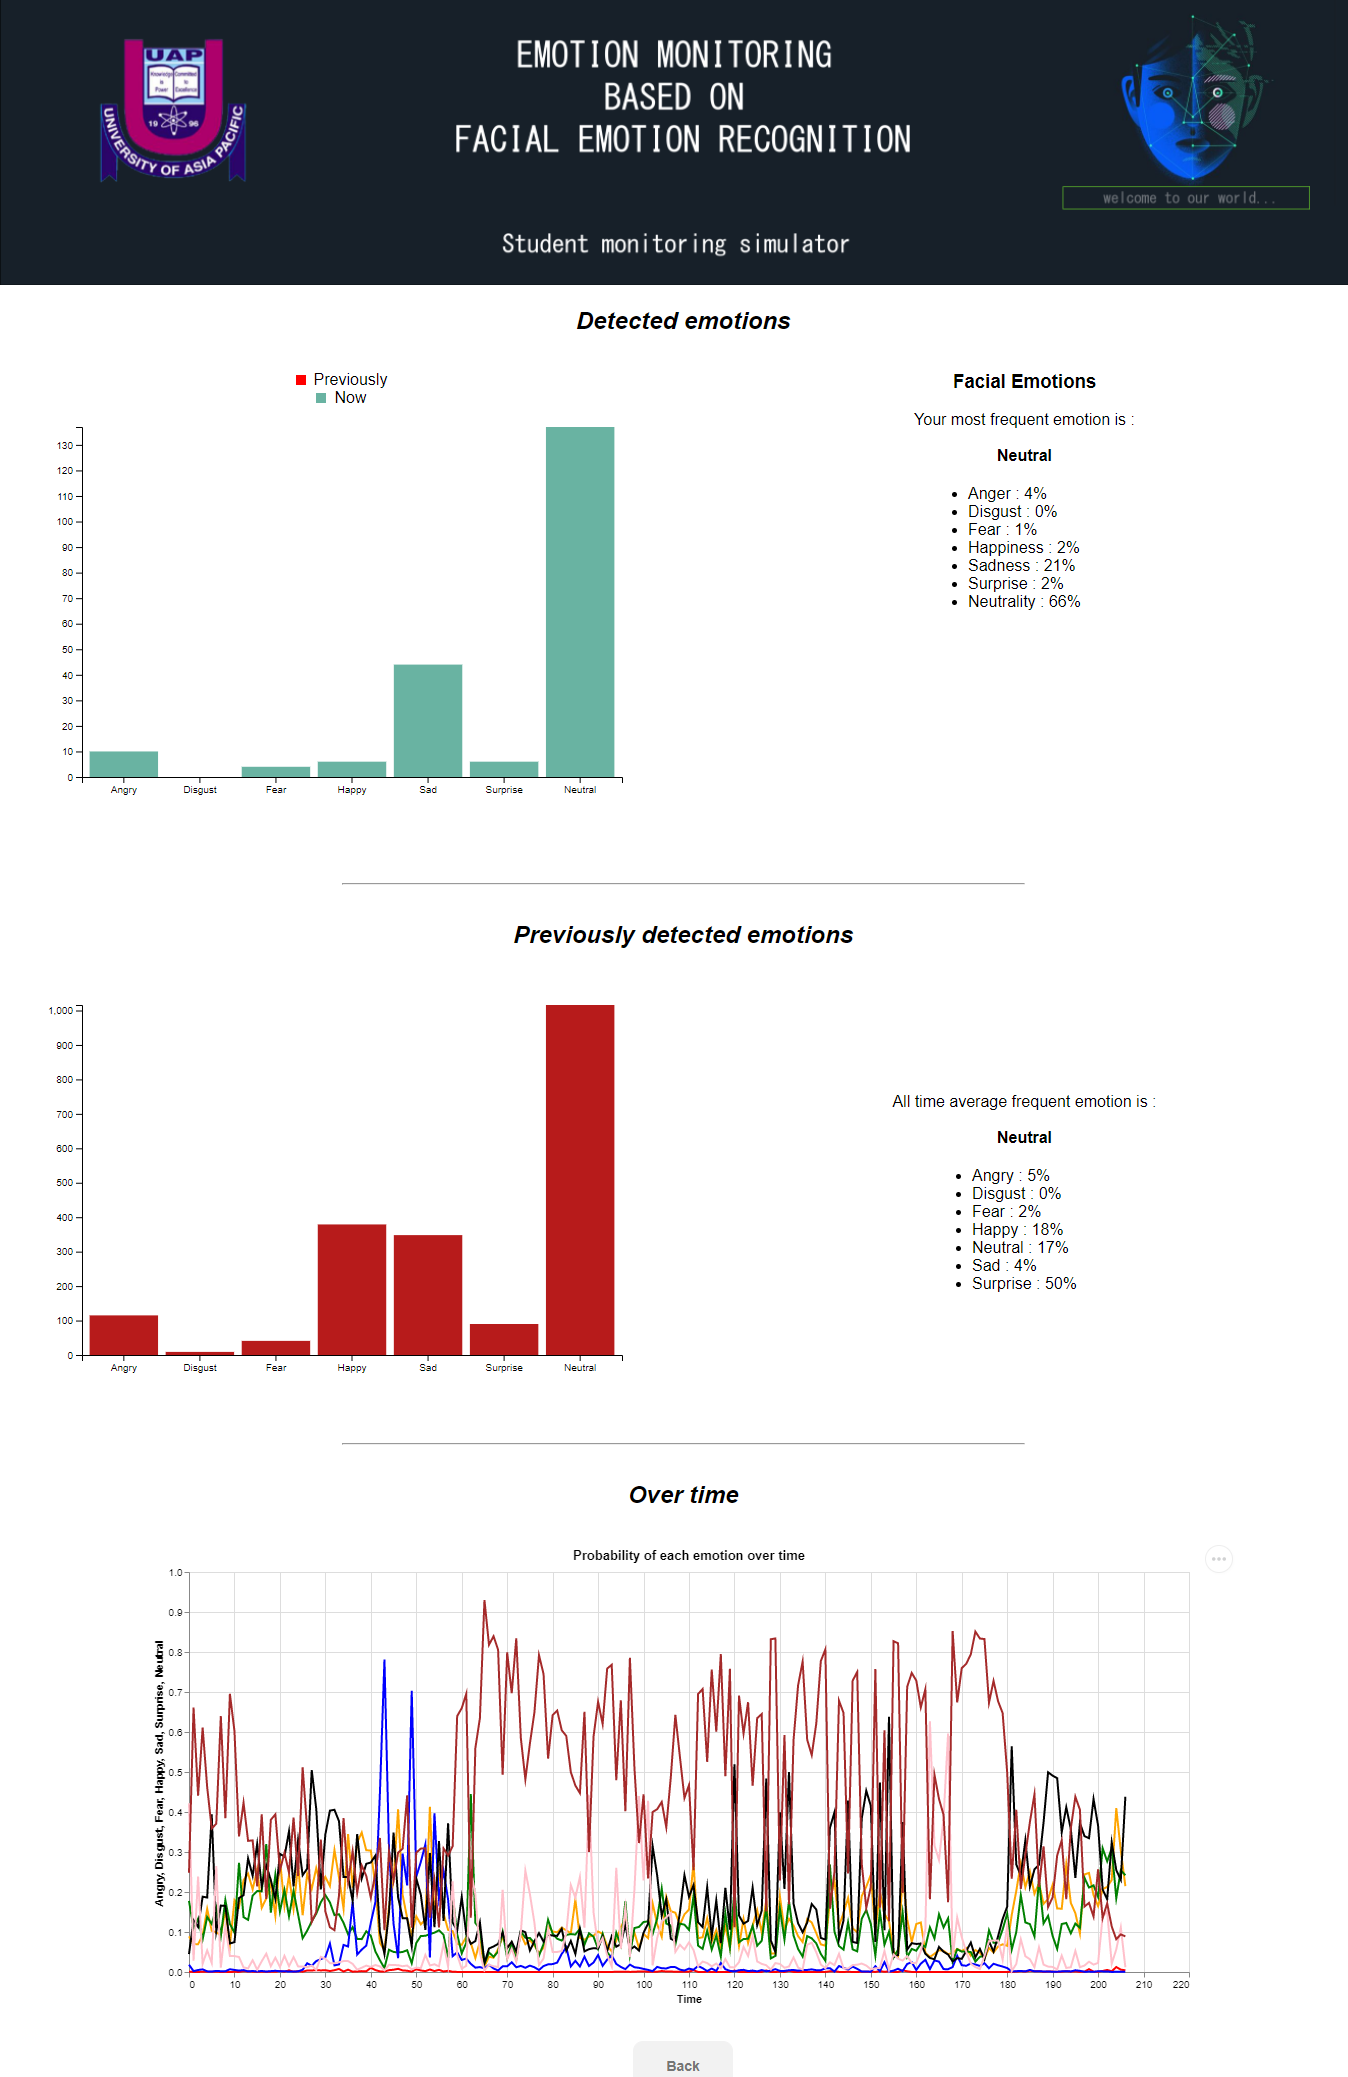 UAP
Knowledge is Power
Committed to Excellence
19 96
UNIVERSITY OF ASIA PACIFIC
EMOTION MONITORING
BASED ON
FACIAL EMOTION RECOGNITION
welcome to our world...
Student monitoring simulator
Detected emotions
Previously
Now
130
120
110
100
90
80
70
60
50
40
30
20
10
0
Angry Disgust Fear Happy Sad Surprise Neutral
Facial Emotions
Your most frequent emotion is :
Neutral
Anger : 4%
Disgust : 0%
Fear : 1%
Happiness : 2%
Sadness : 21%
Surprise : 2%
Neutrality : 66%
Previously detected emotions
1,000
900
800
700
600
500
400
300
200
100
0
Angry Disgust Fear Happy Sad Surprise Neutral
All time average frequent emotion is :
Neutral
Angry : 5%
Disgust : 0%
Fear : 2%
Happy : 18%
Neutral : 17%
Sad : 4%
Surprise : 50%
Over time
Probability of each emotion over time
Angry, Disgust, Fear, Happy, Sad, Surprise, Neutral
1.0
0.9
0.8
0.7
0.6
0.5
0.4
0.3
0.2
0.1
0.0
0 10 20 30 40 50 60 70 80 90 100 110 120 130 140 150 160 170 180 190 200 210 220
Time
Back